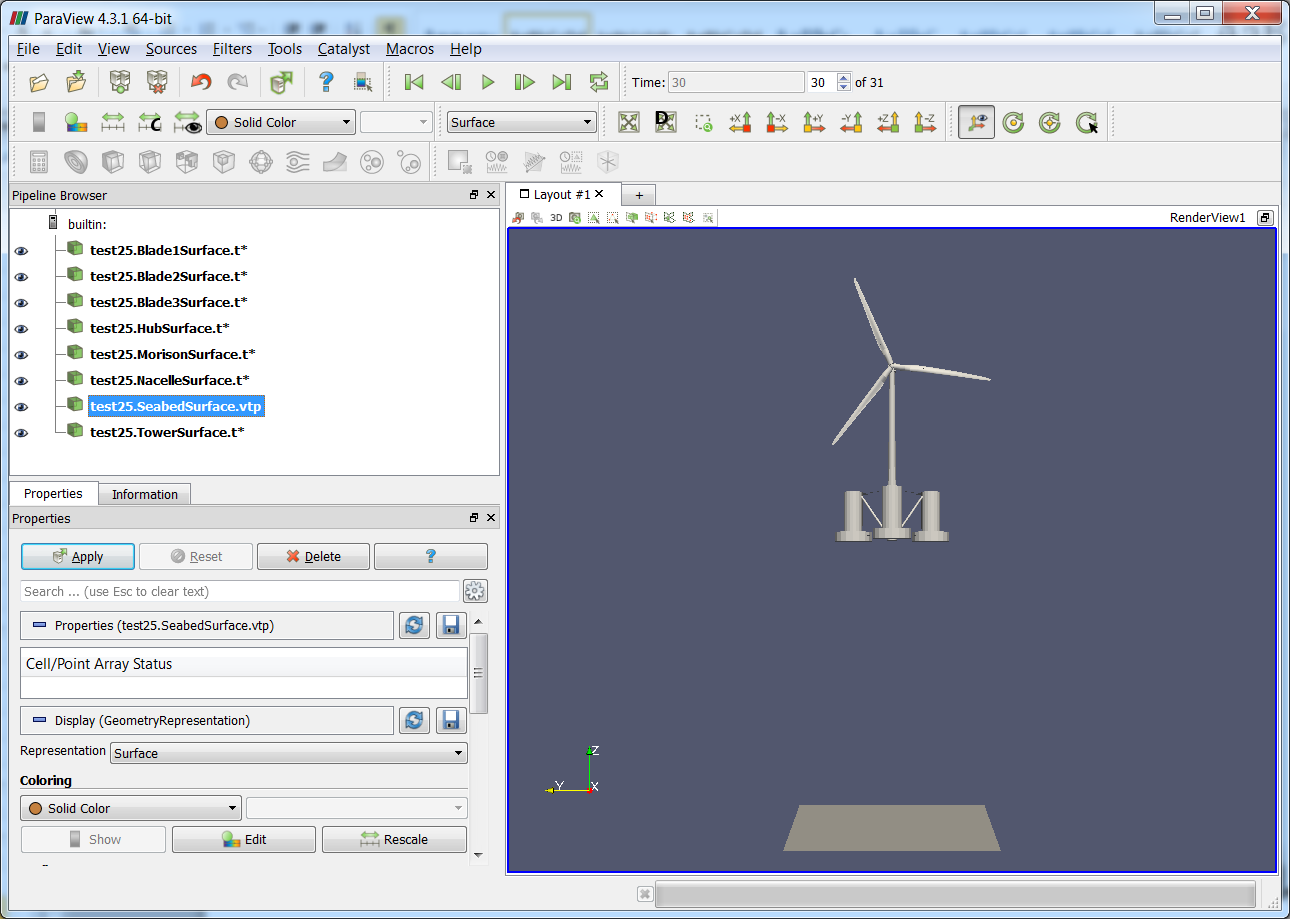 ParaView 4.3.1 64-bit
File Edit View Sources Filters Tools Catalyst Macros Help
Time: 30 30 of 31
Solid Color Surface +X -X +Y -Y +Z -Z
Pipeline Browser
Layout #1
3D RenderView1
builtin:
test25.Blade1Surface.t*
test25.Blade2Surface.t*
test25.Blade3Surface.t*
test25.HubSurface.t*
test25.MorisonSurface.t*
test25.NacelleSurface.t*
test25.SeabedSurface.vtp
test25.TowerSurface.t*
Properties Information
Properties
Apply Reset Delete ?
Search ... (use Esc to clear text)
Properties (test25.SeabedSurface.vtp)
Cell/Point Array Status
Display (GeometryRepresentation)
Representation Surface
Coloring
Solid Color
Show Edit Rescale
Z
Y X